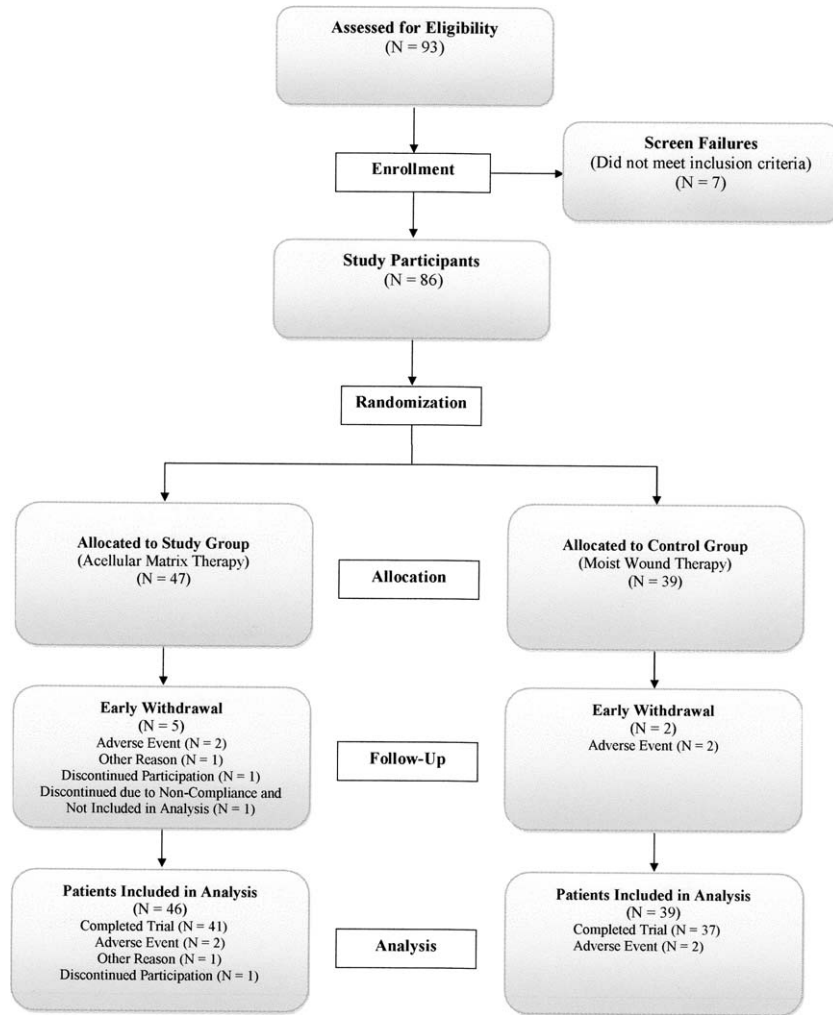 Assessed for Eligibility
(N = 93)
Enrollment
Screen Failures
(Did not meet inclusion criteria)
(N = 7)
Study Participants
(N = 86)
Randomization
Allocated to Study Group
(Acellular Matrix Therapy)
(N = 47)
Allocation
Allocated to Control Group
(Moist Wound Therapy)
(N = 39)
Early Withdrawal
(N = 5)
Adverse Event (N = 2)
Other Reason (N = 1)
Discontinued Participation (N = 1)
Discontinued due to Non-Compliance and
Not Included in Analysis (N = 1)
Follow-Up
Early Withdrawal
(N = 2)
Adverse Event (N = 2)
Patients Included in Analysis
(N = 46)
Completed Trial (N = 41)
Adverse Event (N = 2)
Other Reason (N = 1)
Discontinued Participation (N = 1)
Analysis
Patients Included in Analysis
(N = 39)
Completed Trial (N = 37)
Adverse Event (N = 2)